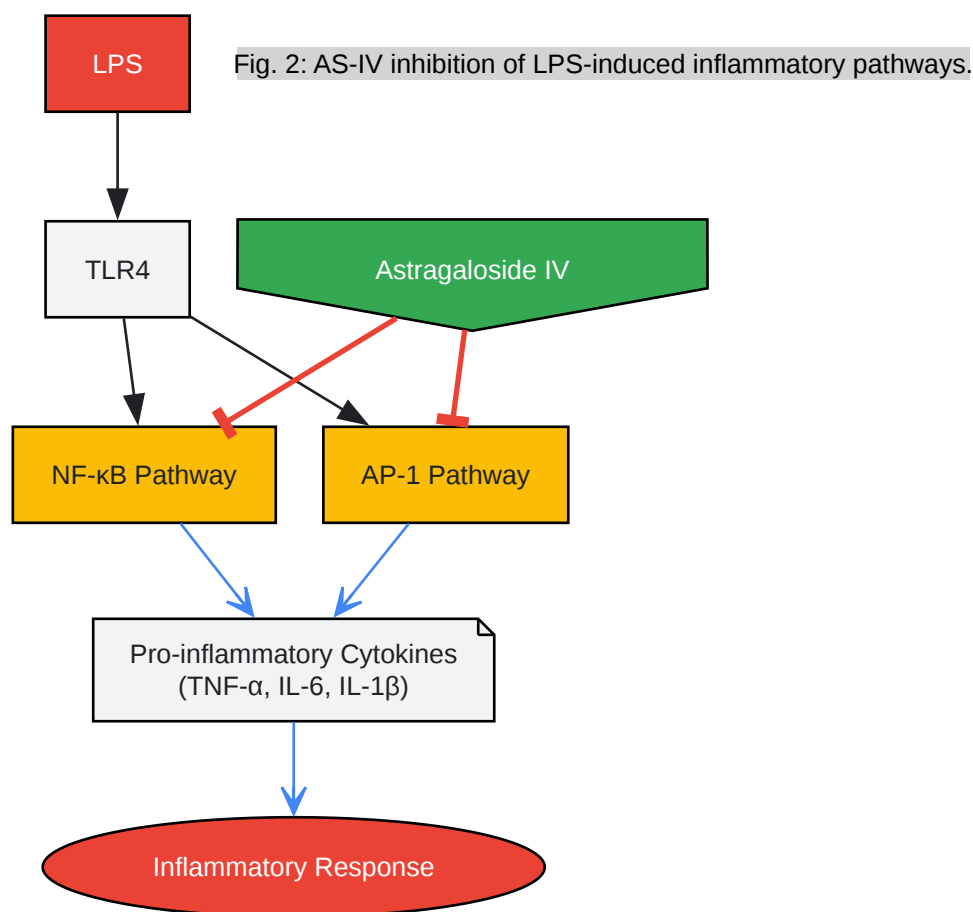 LPS
Fig. 2: AS-IV inhibition of LPS-induced inflammatory pathways.
TLR4
Astragaloside IV
NF-κB Pathway
AP-1 Pathway
Pro-inflammatory Cytokines
(TNF-α, IL-6, IL-1β)
Inflammatory Response